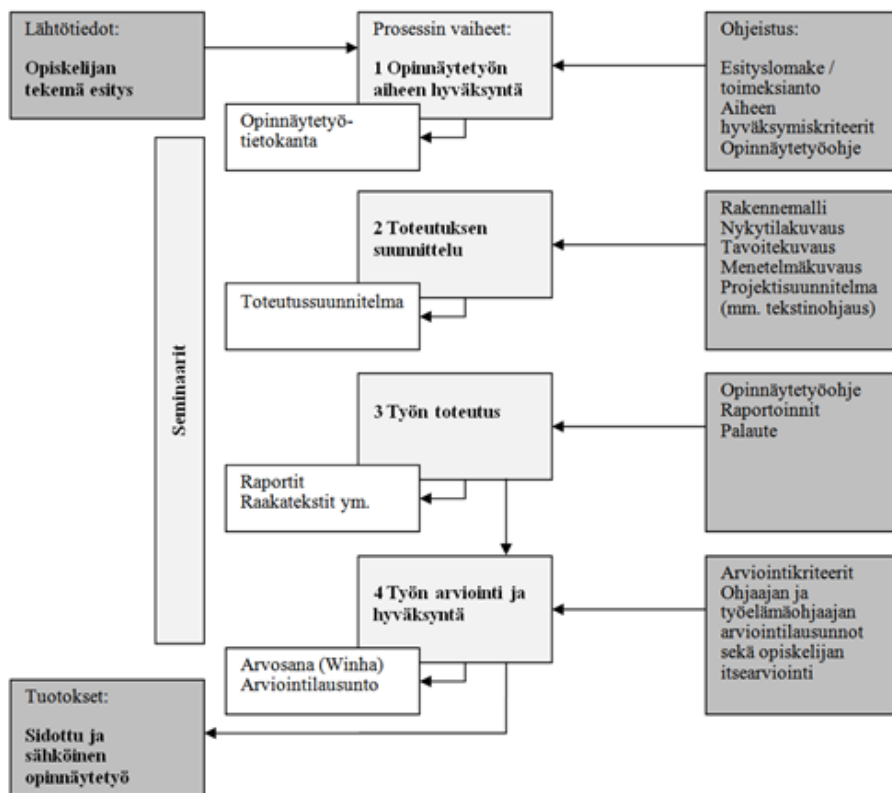 Lähtötiedot:
Opiskelijan
tekemä esitys
Prosessin vaiheet:
1 Opinnäytetyön
aiheen hyväksyntä
Opinnäytetyö-
tietokanta
Ohjeistus:
Esityslomake /
toimeksianto
Aiheen
hyväksymiskriteerit
Opinnäytetyöohje
Seminaarit
2 Toteutuksen
suunnittelu
Toteutussuunnitelma
Rakennemalli
Nykytilakuvaus
Tavoitekuvaus
Menetelmäkuvaus
Projektisuunnitelma
(mm. tekstinohjaus)
3 Työn toteutus
Raportit
Raakatekstit ym.
Opinnäytetyöohje
Raportoinnit
Palaute
4 Työn arviointi ja
hyväksyntä
Arvosana (Winha)
Arviointilausunto
Arviointikriteerit
Ohjaajan ja
työelämäohjaajan
arviointilausunnot
sekä opiskelijan
itsearviointi
Tuotokset:
Sidottu ja
sähköinen
opinnäytetyö